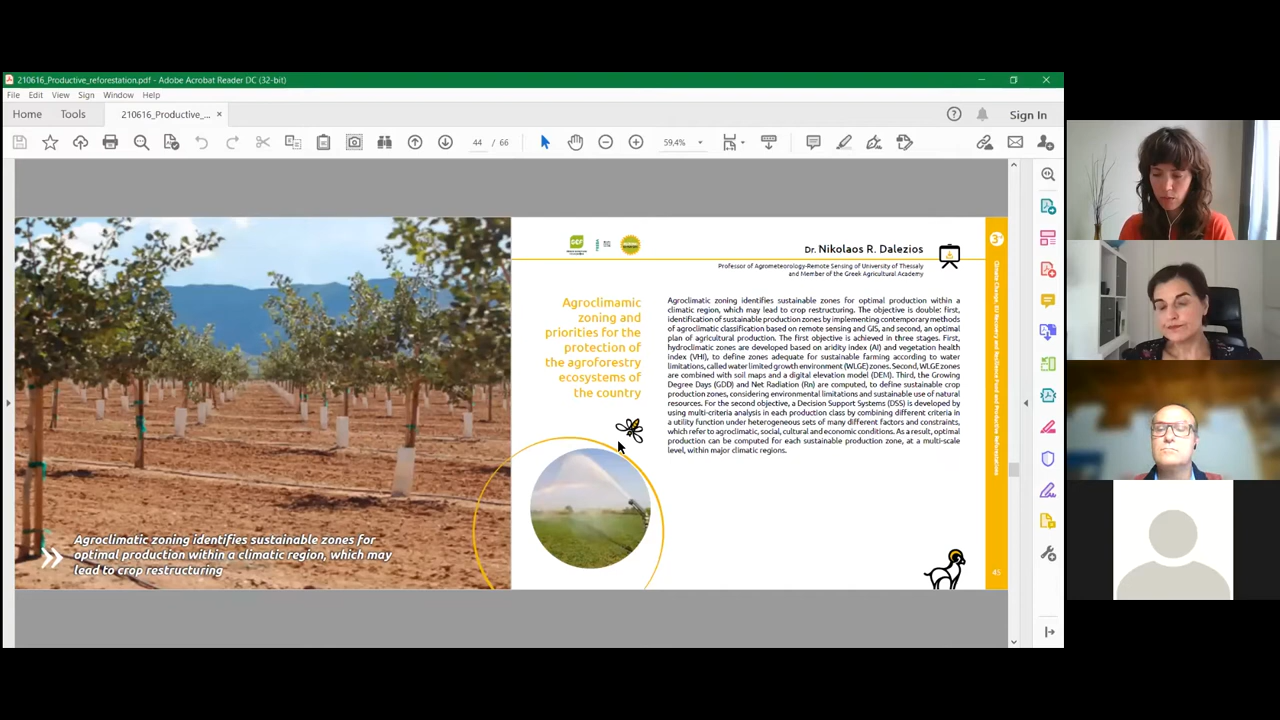 210616_Productive_reforestation.pdf - Adobe Acrobat Reader DC (32-bit)
File Edit View Sign Window Help
Home Tools 210616_Productive_... × Sign In
44 / 66 59,4%
Agroclimatic zoning identifies sustainable zones for
optimal production within a climatic region, which may
lead to crop restructuring
Dr. Nikolaos R. Dalezios
Professor of Agrometeorology-Remote Sensing of University of Thessaly
and Member of the Greek Agricultural Academy
Agroclimamic
zoning and
priorities for the
protection of
the agroforestry
ecosystems of
the country
Agroclimatic zoning identifies sustainable zones for optimal production within a
climatic region, which may lead to crop restructuring. The objective is double: first,
identification of sustainable production zones by implementing contemporary methods
of agroclimatic classification based on remote sensing and GIS, and second, an optimal
plan of agricultural production. The first objective is achieved in three stages. First,
hydroclimatic zones are developed based on aridity index (AI) and vegetation health
index (VHI), to define zones adequate for sustainable farming according to water
limitations, called water limited growth environment (WLGE) zones. Second, WLGE zones
are combined with soil maps and a digital elevation model (DEM). Third, the Growing
Degree Days (GDD) and Net Radiation (Rn) are computed, to define sustainable crop
production zones, considering environmental limitations and sustainable use of natural
resources. For the second objective, a Decision Support Systems (DSS) is developed by
using multi-criteria analysis in each production class by combining different criteria in
a utility function under heterogeneous sets of many different factors and constraints,
which refer to agroclimatic, social, cultural and economic conditions. As a result, optimal
production can be computed for each sustainable production zone, at a multi-scale
level, within major climatic regions.
3rd
Climate Change, EU Recovery and Resilience Fund and Productive Reforestations
45